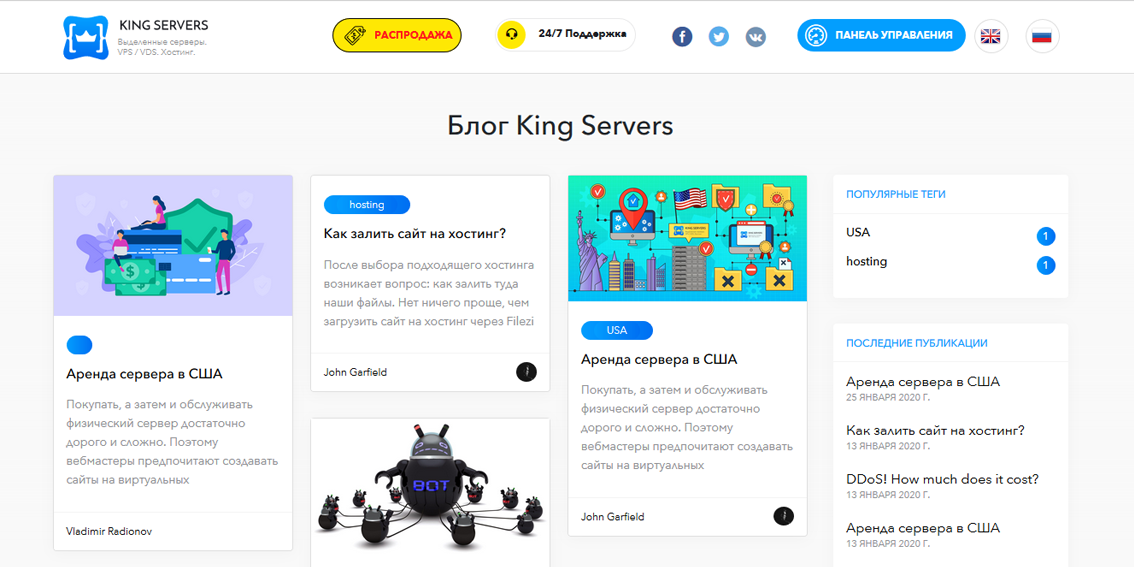 KING SERVERS
Выделенные серверы.
VPS / VDS. Хостинг.
РАСПРОДАЖА
24/7 Поддержка
ПАНЕЛЬ УПРАВЛЕНИЯ
Блог King Servers
Аренда сервера в США
Покупать, а затем и обслуживать
физический сервер достаточно
дорого и сложно. Поэтому
вебмастеры предпочитают создавать
сайты на виртуальных
Vladimir Radionov
hosting
Как залить сайт на хостинг?
После выбора подходящего хостинга
возникает вопрос: как залить туда
наши файлы. Нет ничего проще, чем
загрузить сайт на хостинг через Filezi
John Garfield
BOT
KING SERVERS
USA
Аренда сервера в США
Покупать, а затем и обслуживать
физический сервер достаточно
дорого и сложно. Поэтому
вебмастеры предпочитают создавать
сайты на виртуальных
John Garfield
ПОПУЛЯРНЫЕ ТЕГИ
USA 1
hosting 1
ПОСЛЕДНИЕ ПУБЛИКАЦИИ
Аренда сервера в США
25 ЯНВАРЯ 2020 Г.
Как залить сайт на хостинг?
13 ЯНВАРЯ 2020 Г.
DDoS! How much does it cost?
13 ЯНВАРЯ 2020 Г.
Аренда сервера в США
13 ЯНВАРЯ 2020 Г.